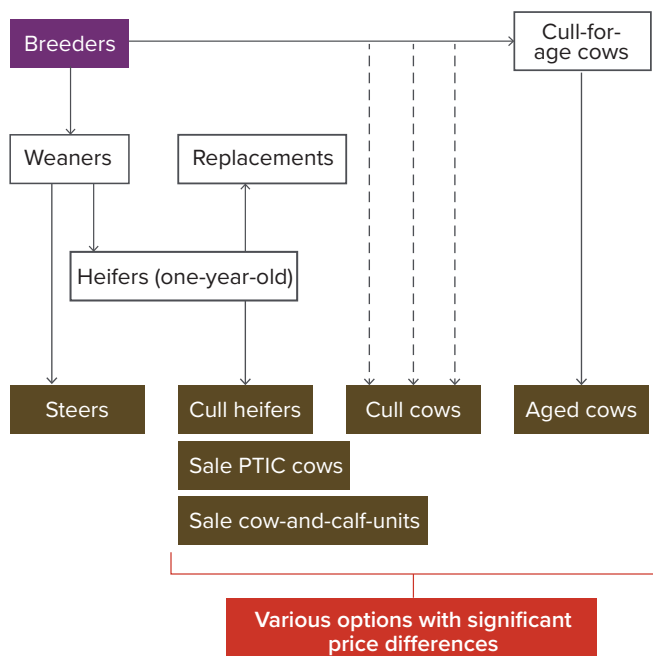 Breeders
Cull-for-
age cows
Weaners
Replacements
Heifers (one-year-old)
Steers
Cull heifers
Cull cows
Aged cows
Sale PTIC cows
Sale cow-and-calf-units
Various options with significant
price differences